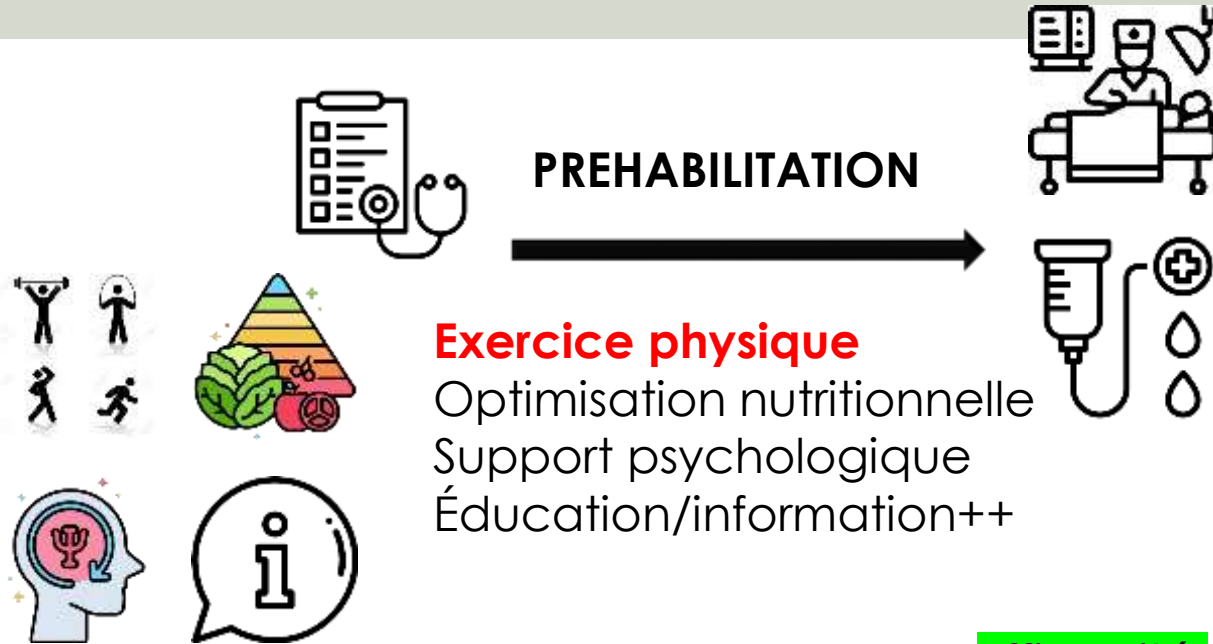 PREHABILITATION
Exercice physique
Optimisation nutritionnelle
Support psychologique
Éducation/information++